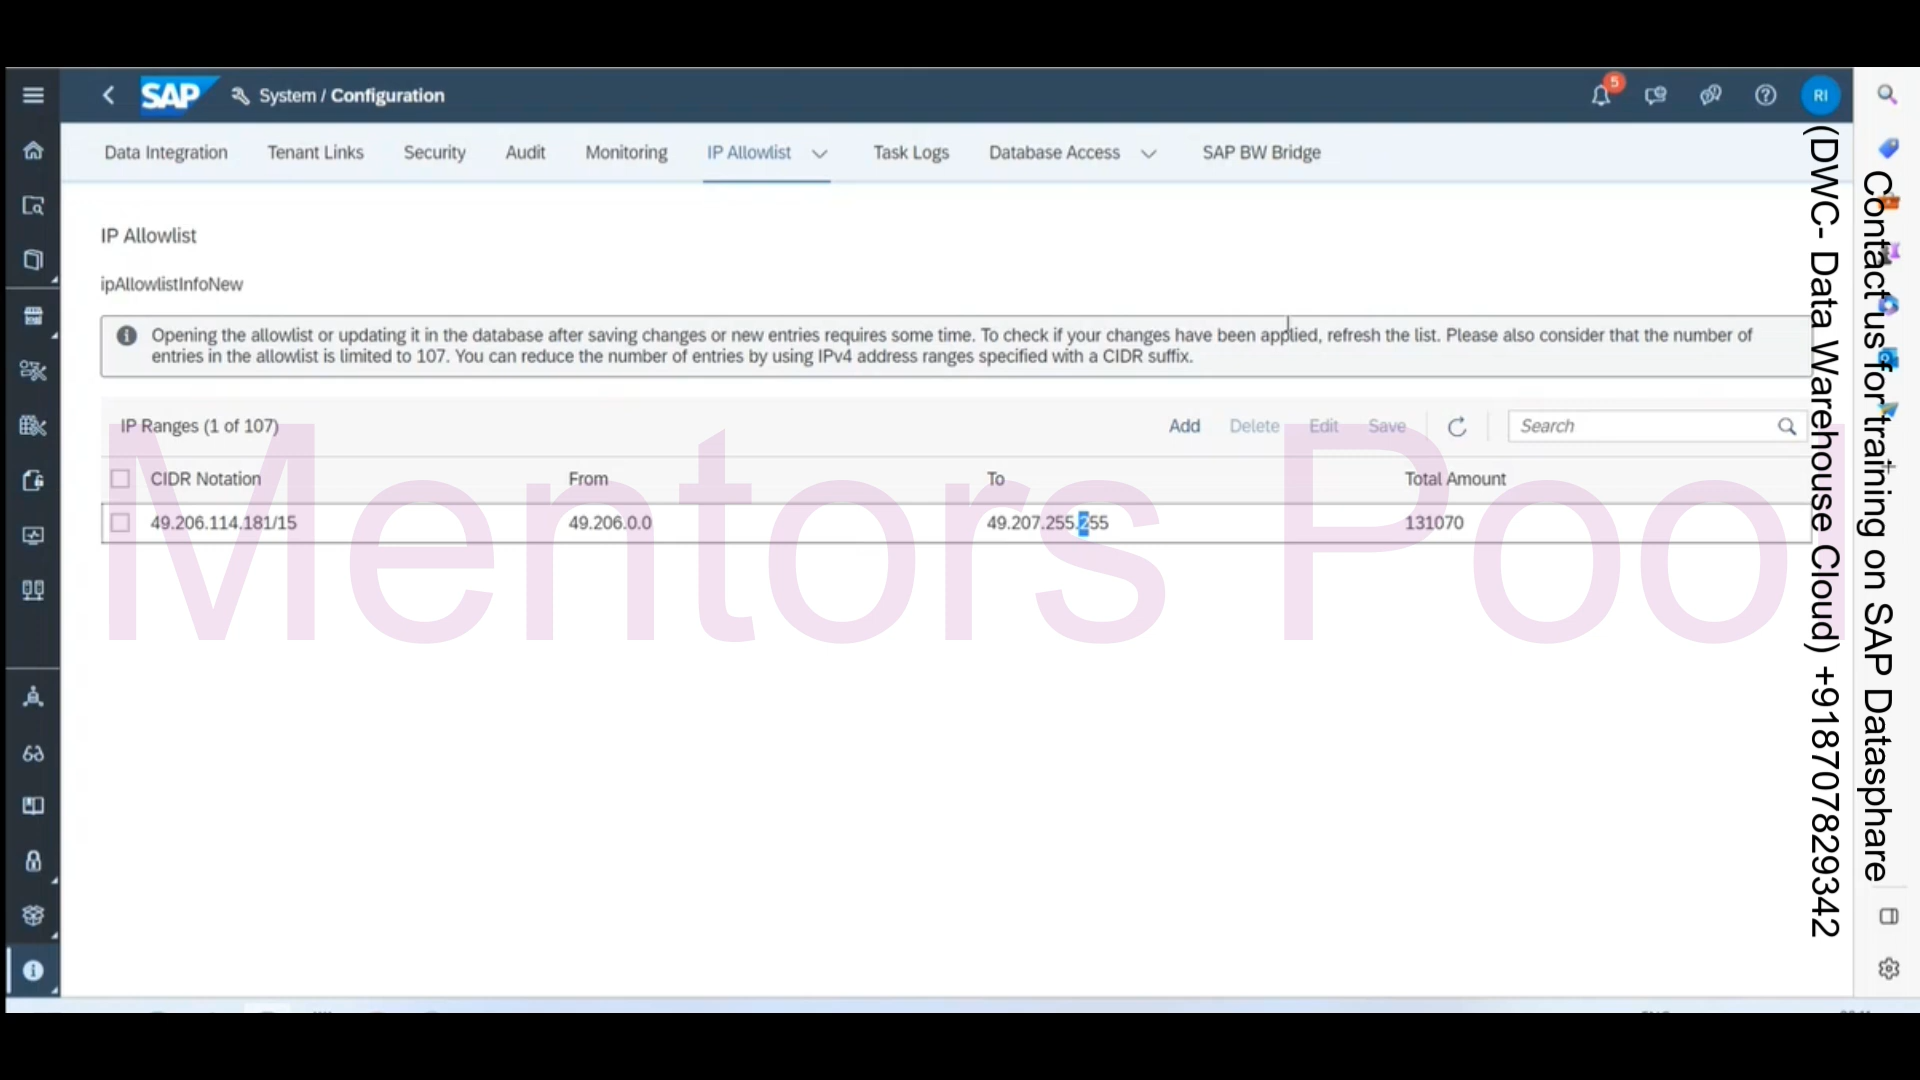 SAP System / Configuration 5 RI
Data Integration Tenant Links Security Audit Monitoring IP Allowlist Task Logs Database Access SAP BW Bridge
IP Allowlist
ipAllowlistInfoNew
Opening the allowlist or updating it in the database after saving changes or new entries requires some time. To check if your changes have been applied, refresh the list. Please also consider that the number of
entries in the allowlist is limited to 107. You can reduce the number of entries by using IPv4 address ranges specified with a CIDR suffix.
IP Ranges (1 of 107) Add Delete Edit Save Search
CIDR Notation From To Total Amount
49.206.114.181/15 49.206.0.0 49.207.255.255 131070
Mentors Pool
Contact us for training on SAP Datasphare
(DWC- Data Warehouse Cloud) +918707829342